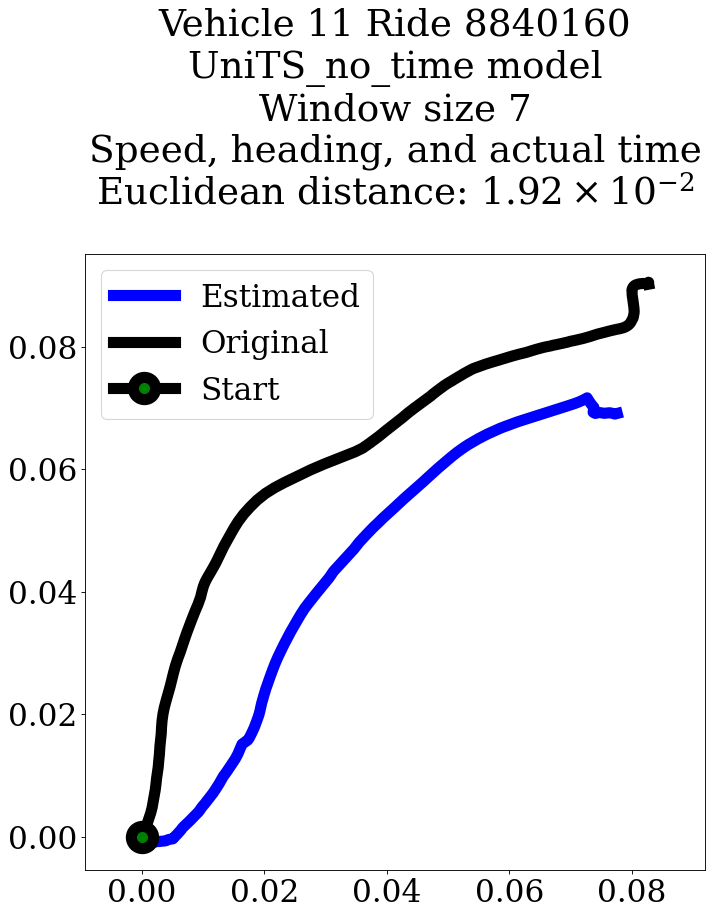 Vehicle 11 Ride 8840160
UniTS_no_time model
Window size 7
Speed, heading, and actual time
Euclidean distance: 1.92 × 10⁻²
Estimated
Original
Start
0.08
0.06
0.04
0.02
0.00
0.00 0.02 0.04 0.06 0.08